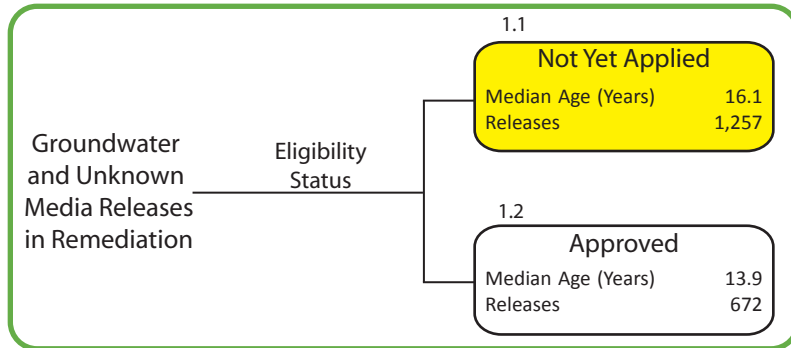 Groundwater
and Unknown
Media Releases
in Remediation
Eligibility
Status
1.1
Not Yet Applied
Median Age (Years) 16.1
Releases 1,257
1.2
Approved
Median Age (Years) 13.9
Releases 672